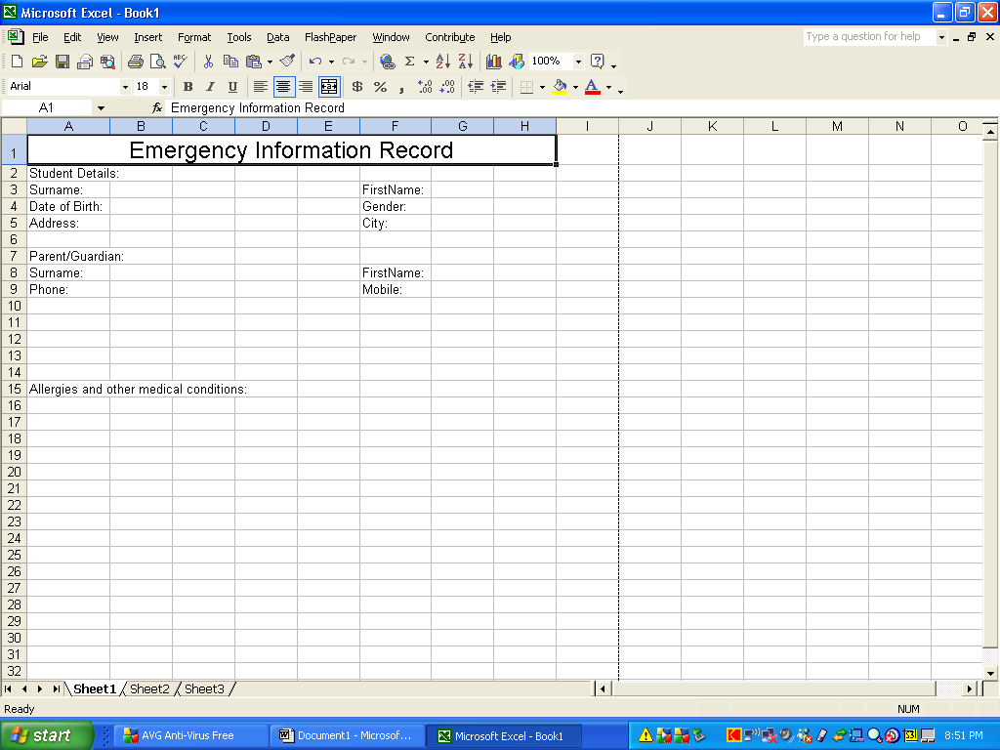 Microsoft Excel - Book1
File Edit View Insert Format Tools Data FlashPaper Window Contribute Help Type a question for help
100%
Arial 18 B I U $ % ,
A1 fx Emergency Information Record
A B C D E F G H I J K L M N O
1 Emergency Information Record
2 Student Details:
3 Surname: FirstName:
4 Date of Birth: Gender:
5 Address: City:
6
7 Parent/Guardian:
8 Surname: FirstName:
9 Phone: Mobile:
10
11
12
13
14
15 Allergies and other medical conditions:
16
17
18
19
20
21
22
23
24
25
26
27
28
29
30
31
32
Sheet1 Sheet2 Sheet3
Ready NUM
start AVG Anti-Virus Free Document1 - Microsof... Microsoft Excel - Book1 8:51 PM